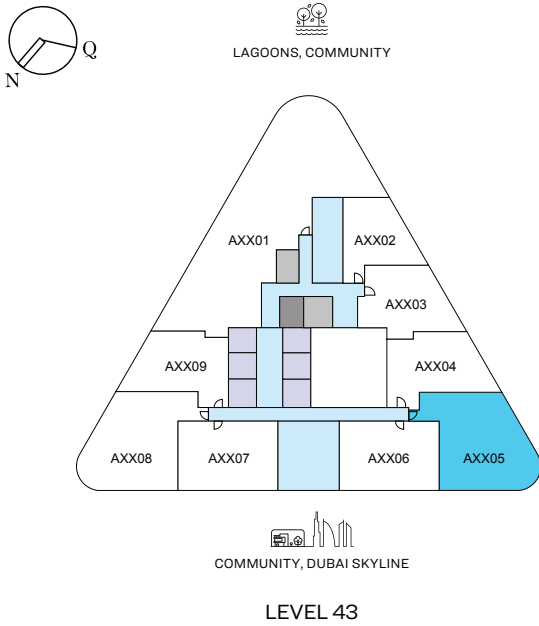 Q
N
LAGOONS, COMMUNITY
AXX01
AXX02
AXX03
AXX09
AXX04
AXX08
AXX07
AXX06
AXX05
COMMUNITY, DUBAI SKYLINE
LEVEL 43